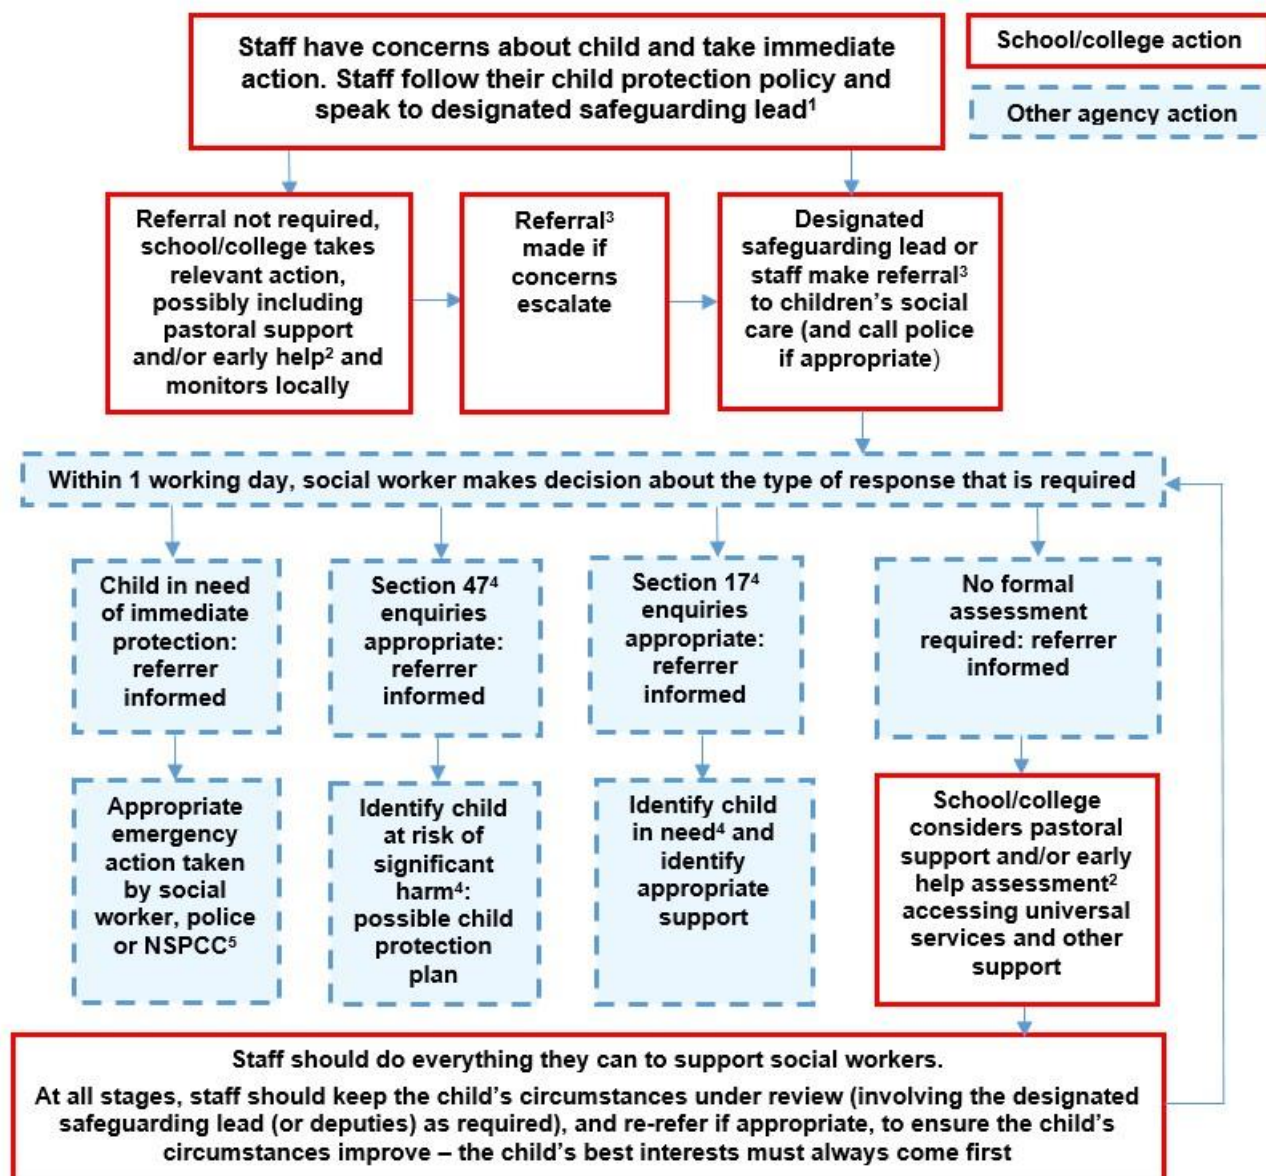 Staff have concerns about child and take immediate
action. Staff follow their child protection policy and
speak to designated safeguarding lead¹
School/college action
Other agency action
Referral not required,
school/college takes
relevant action,
possibly including
pastoral support
and/or early help² and
monitors locally
Referral³
made if
concerns
escalate
Designated
safeguarding lead or
staff make referral³
to children’s social
care (and call police
if appropriate)
Within 1 working day, social worker makes decision about the type of response that is required
Child in need
of immediate
protection:
referrer
informed
Section 47⁴
enquiries
appropriate:
referrer
informed
Section 17⁴
enquiries
appropriate:
referrer
informed
No formal
assessment
required: referrer
informed
Appropriate
emergency
action taken
by social
worker, police
or NSPCC⁵
Identify child
at risk of
significant
harm⁴:
possible child
protection
plan
Identify child
in need⁴ and
identify
appropriate
support
School/college
considers pastoral
support and/or early
help assessment²
accessing universal
services and other
support
Staff should do everything they can to support social workers.
At all stages, staff should keep the child’s circumstances under review (involving the designated
safeguarding lead (or deputies) as required), and re-refer if appropriate, to ensure the child’s
circumstances improve – the child’s best interests must always come first